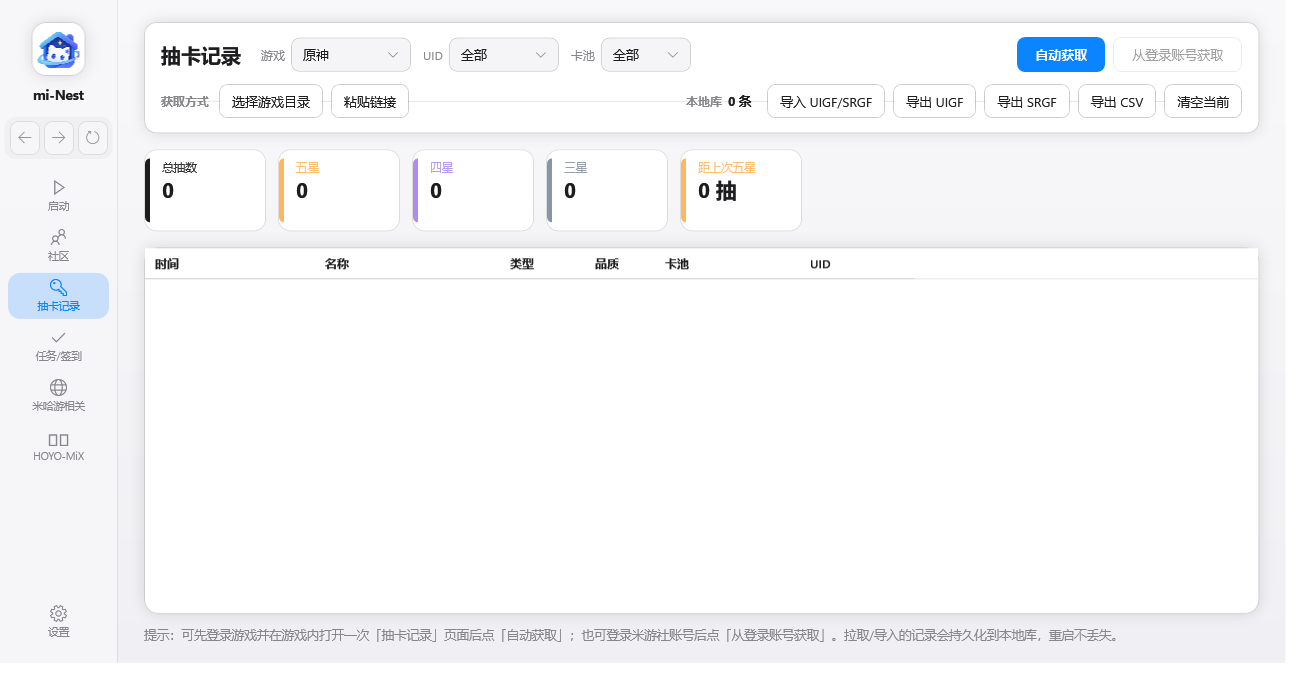 mi-Nest
启动
社区
抽卡记录
任务/签到
米哈游相关
HOYO-MiX
设置
抽卡记录 游戏 原神 UID 全部 卡池 全部 自动获取 从登录账号获取
获取方式 选择游戏目录 粘贴链接 本地库 0 条 导入 UIGF/SRGF 导出 UIGF 导出 SRGF 导出 CSV 清空当前
总抽数 五星 四星 三星 距上次五星
0 0 0 0 0 抽
时间 名称 类型 品质 卡池 UID
提示：可先登录游戏并在游戏内打开一次「抽卡记录」页面后点「自动获取」；也可登录米游社账号后点「从登录账号获取」。拉取/导入的记录会持久化到本地库，重启不丢失。